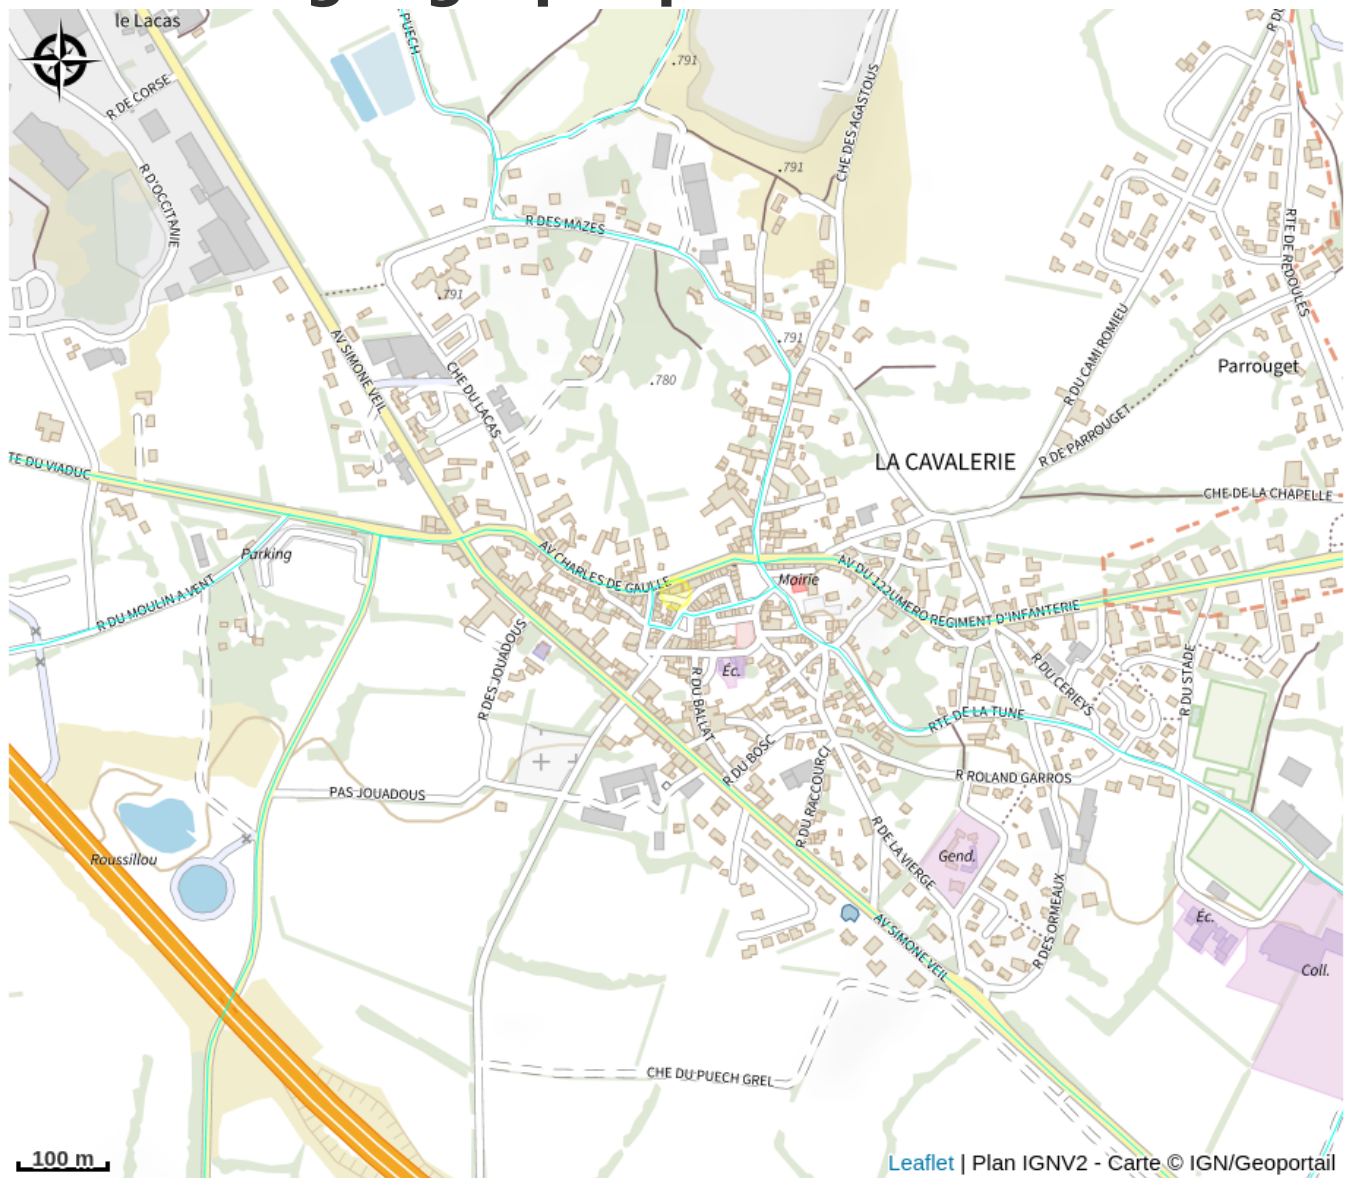 le Lacas
PUECH
R DU
.791
R DE CORSE
CHE DES AGASTOUS
.791
R D'OCCITANIE
R DES MAZES
RTE DE REDOULES
.791
AV SIMONE VEIL
R DU CAMI ROMIEU
.791
CHE DU LACAS
Parrouget
.780
R DE PARROUGET
LA CAVALERIE
TE DU VIADUC
CHE DE LA CHAPELLE
Parking
AV CHARLES DE GAULLE
Mairie
AV DU 122UMERO REGIMENT D'INFANTERIE
R DU MOULIN A VENT
R DES JOUADOUS
Éc.
R DU BALLAT
R DU CERIEYS
R DU STADE
RTE DE LA TUNE
R DU BOSC
R ROLAND GARROS
PAS JOUADOUS
R DU RACCOURCI
R DE LA VIERGE
Roussillou
Gend.
R DES ORMEAUX
Éc.
AV SIMONE VEIL
Coll.
CHE DU PUECH GREL
100 m
Leaflet | Plan IGNV2 - Carte © IGN/Geoportail